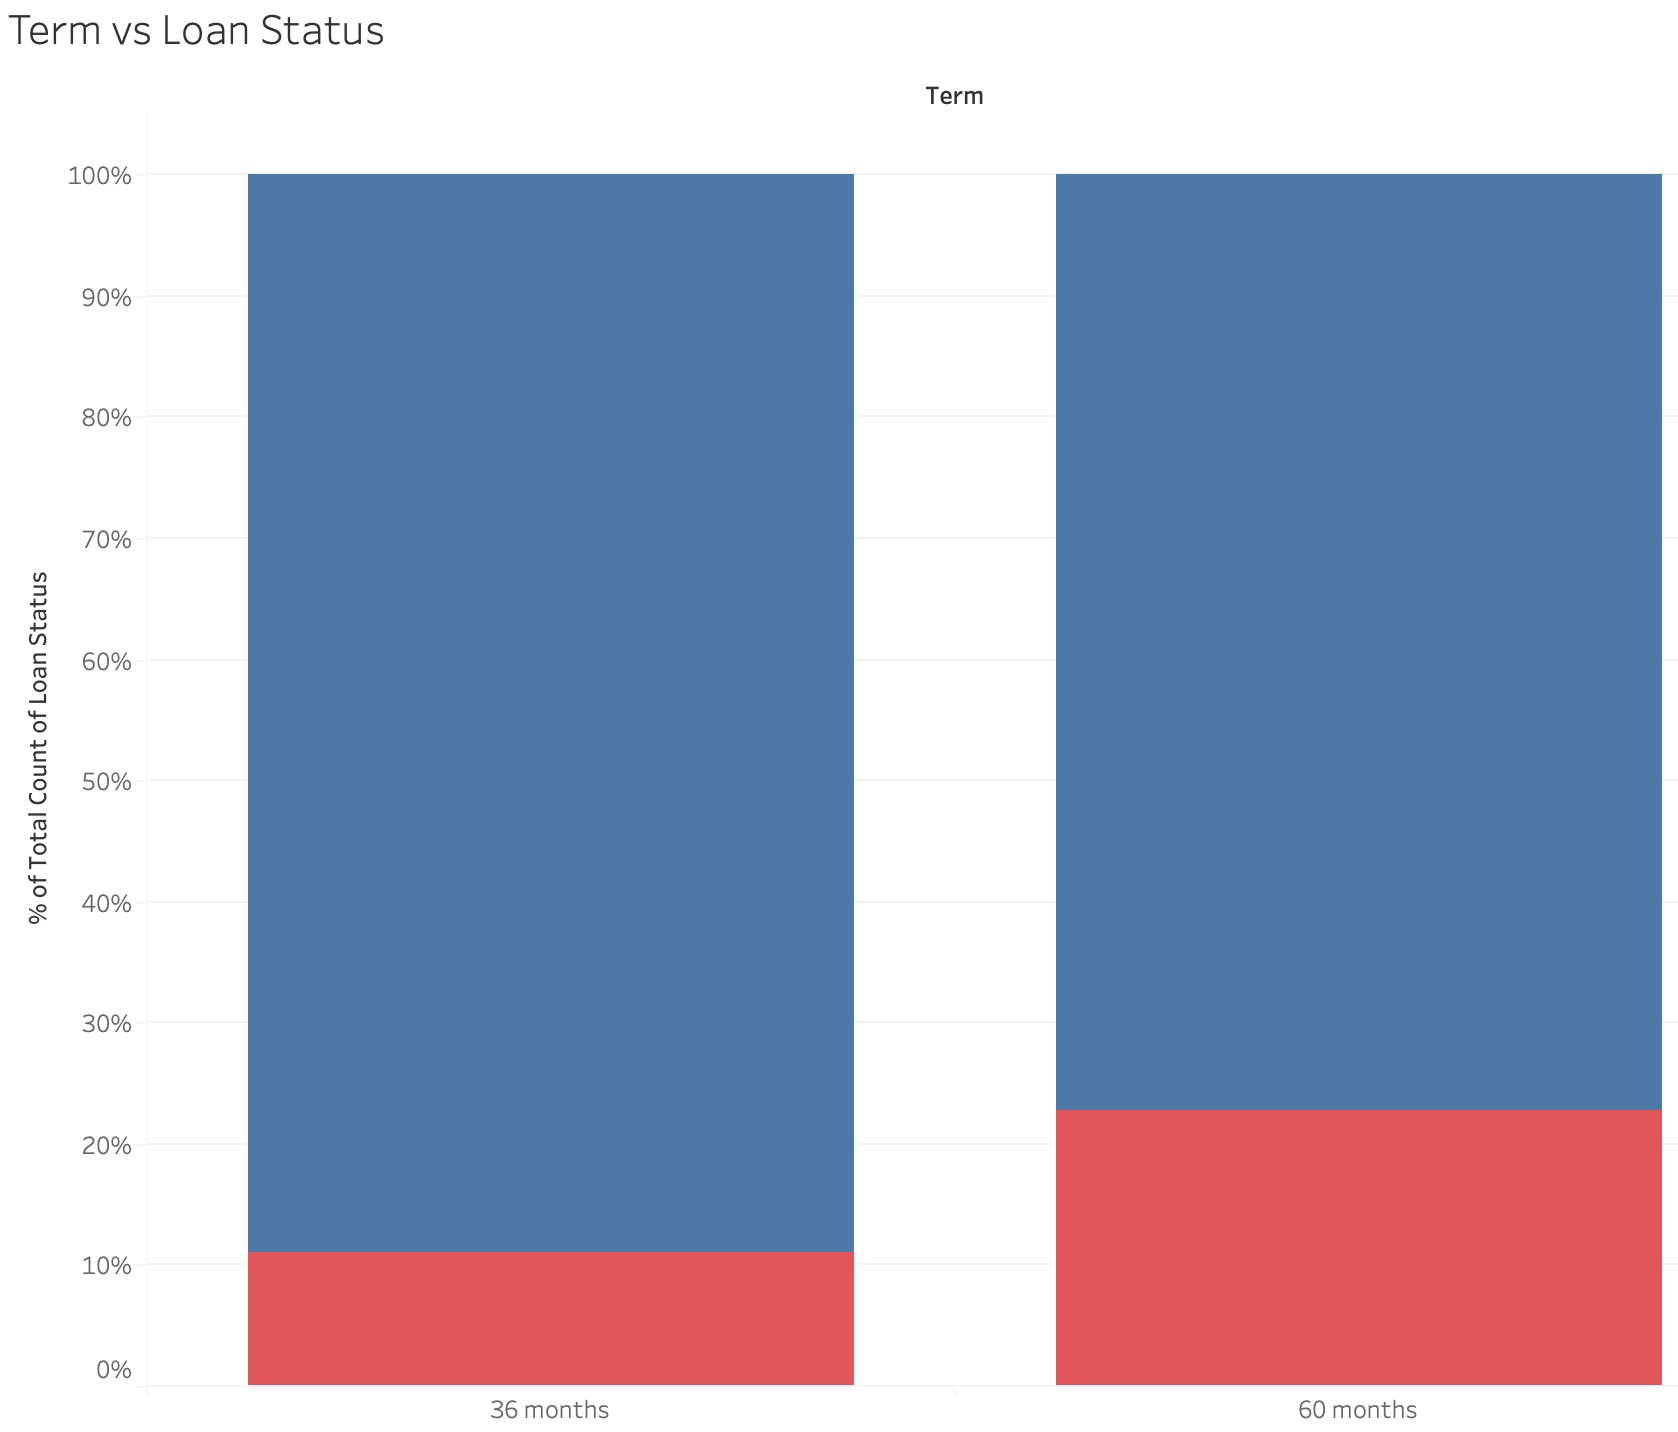 Term vs Loan Status
Term
% of Total Count of Loan Status
100%
90%
80%
70%
60%
50%
40%
30%
20%
10%
0%
36 months
60 months